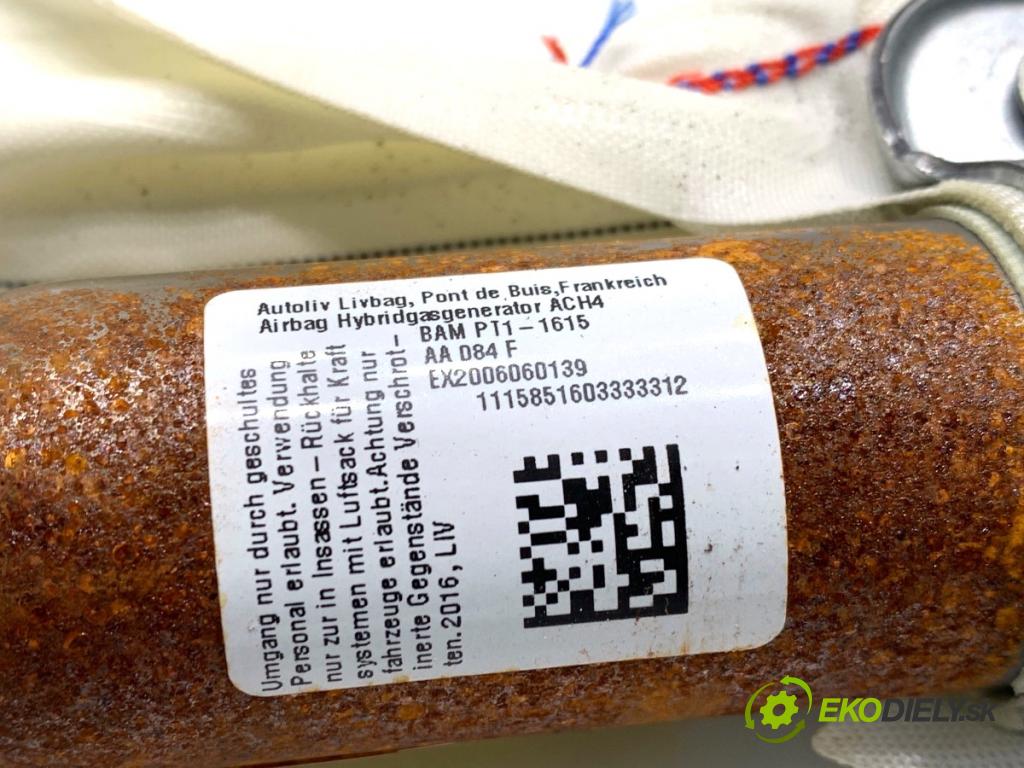 Autoliv Livbag, Pont de Buis,Frankreich
Airbag Hybridgasgenerator ACH4
BAM PT1-1615
AA 084 F
EX2006060139
1115851603333312
Umgang nur durch geschultes
Personal erlaubt. Verwendung
nur zur in Insassen-Rückhalte
systemen mit Luftsack für Kraft
fahrzeuge erlaubt.Achtung nur
inerte Gegenstände Verschrot-
ten.2016, LIV
EKODIELY.sk